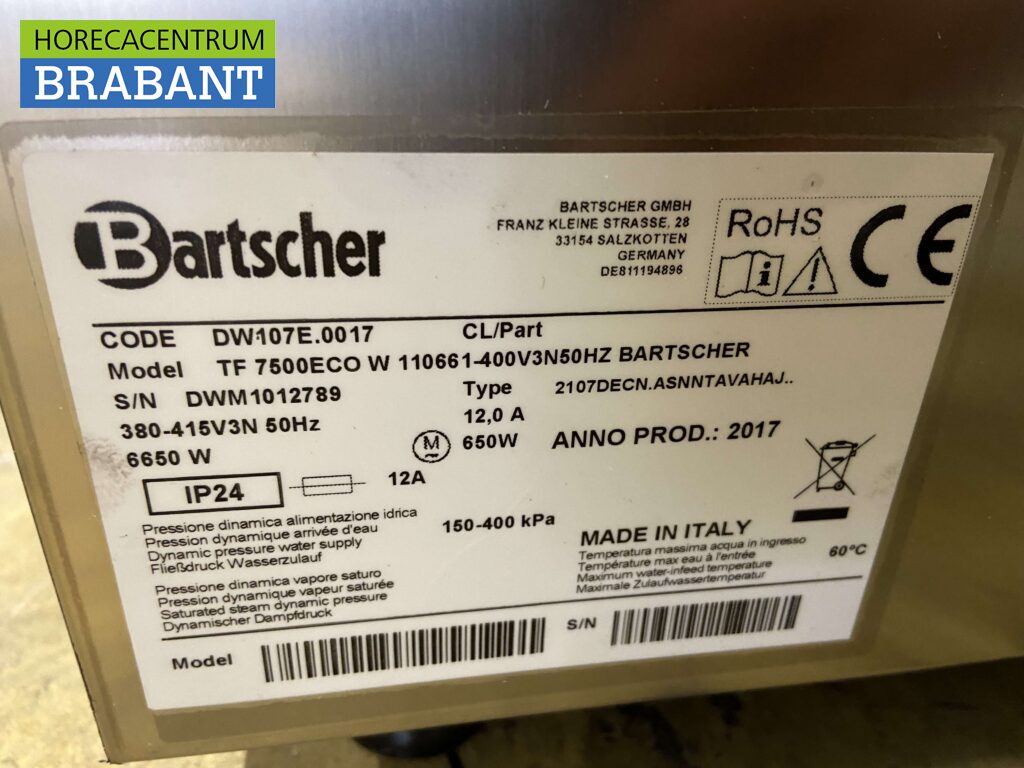 HORECACENTRUM
BRABANT
Bartscher
BARTSCHER GMBH
FRANZ KLEINE STRASSE, 28
33154 SALZKOTTEN
GERMANY
DE811194896
RoHS
CE
CODE DW107E.0017 CL/Part
Model TF 7500ECO W 110661-400V3N50HZ BARTSCHER
S/N DWM1012789 Type 2107DECN.ASNNTAVAHAJ..
380-415V3N 50Hz 12,0 A
6650 W M 650W ANNO PROD.: 2017
IP24 12A
Pressione dinamica alimentazione idrica
Pression dynamique arrivée d'eau
Dynamic pressure water supply
Fließdruck Wasserzulauf
150-400 kPa
MADE IN ITALY
Temperatura massima acqua in ingresso
Température max eau à l'entrée
Maximum water-infeed temperature
Maximale Zulaufwassertemperatur
60°C
Pressione dinamica vapore saturo
Pression dynamique vapeur saturée
Saturated steam dynamic pressure
Dynamischer Dampfdruck
Model S/N